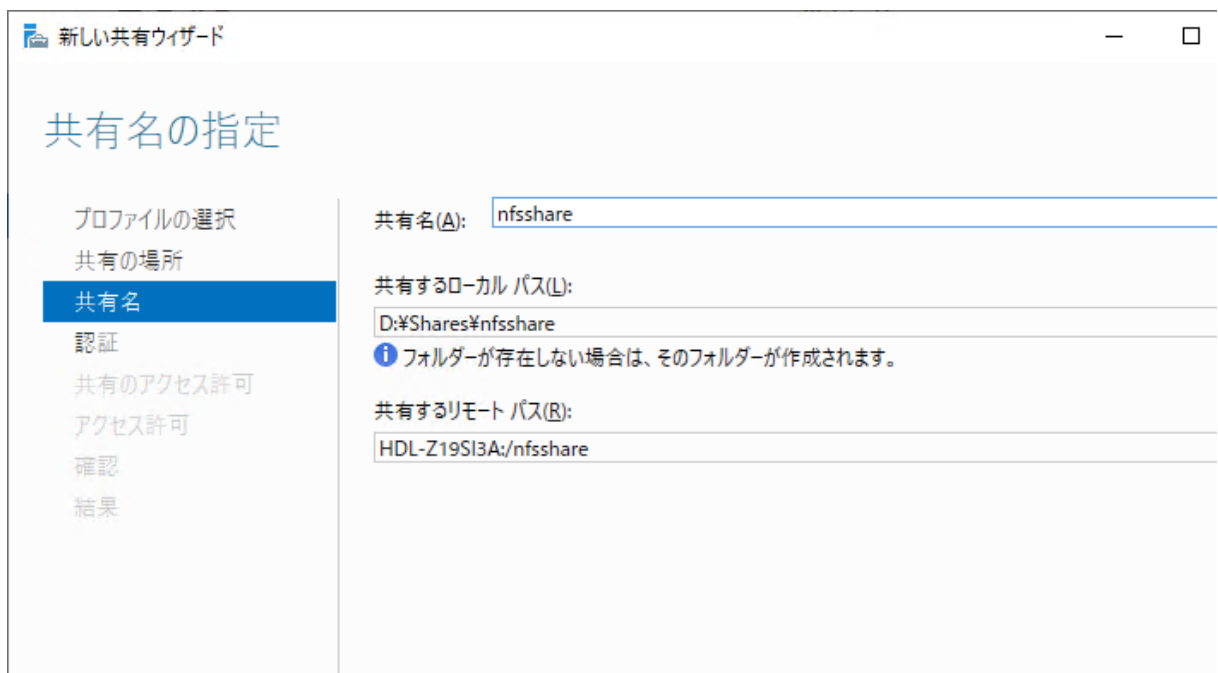 新しい共有ウィザード
共有名の指定
プロファイルの選択
共有の場所
共有名
認証
共有のアクセス許可
アクセス許可
確認
結果
共有名(A): nfsshare
共有するローカル パス(L):
D:¥Shares¥nfsshare
フォルダーが存在しない場合は、そのフォルダーが作成されます。
共有するリモート パス(R):
HDL-Z19SI3A:/nfsshare